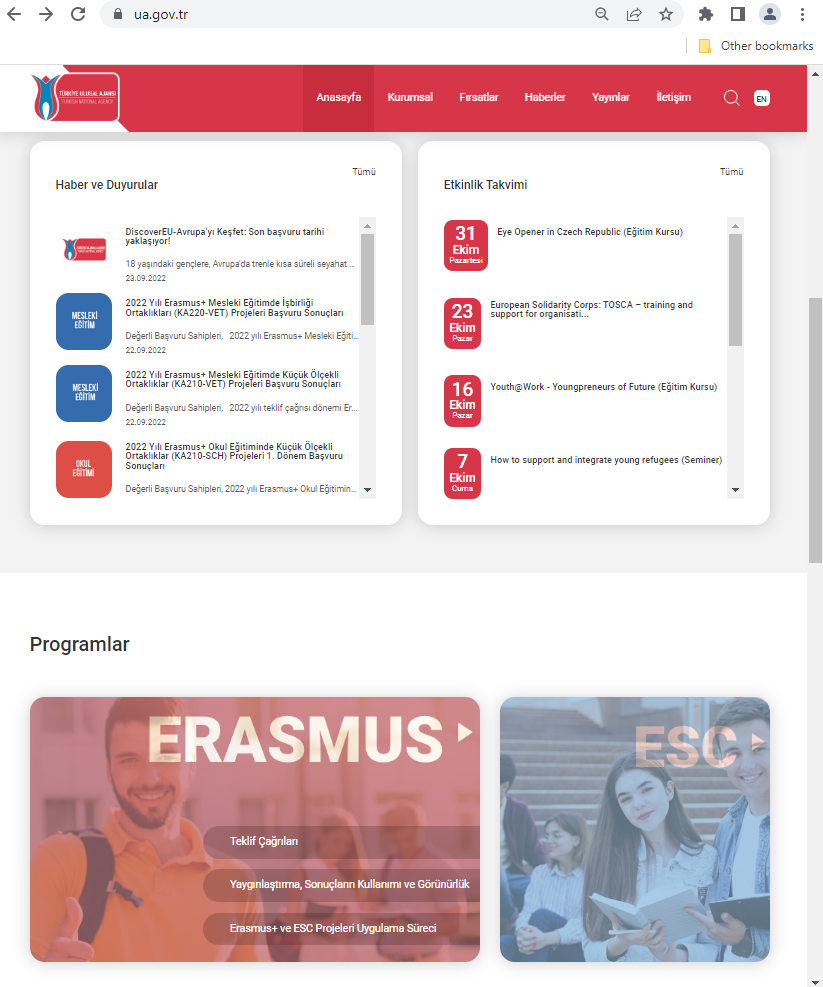 ua.gov.tr
Other bookmarks
TÜRKİYE ULUSAL AJANSI
TURKISH NATIONAL AGENCY
Anasayfa
Kurumsal
Fırsatlar
Haberler
Yayınlar
İletişim
EN
Tümü
Haber ve Duyurular
DiscoverEU-Avrupa'yı Keşfet: Son başvuru tarihi
yaklaşıyor!
18 yaşındaki gençlere, Avrupa'da trenle kısa süreli seyahat ...
23.09.2022
MESLEKİ
EĞİTİM
2022 Yılı Erasmus+ Mesleki Eğitimde İşbirliği
Ortaklıkları (KA220-VET) Projeleri Başvuru Sonuçları
Değerli Başvuru Sahipleri, 2022 yılı Erasmus+ Mesleki Eğiti...
22.09.2022
MESLEKİ
EĞİTİM
2022 Yılı Erasmus+ Mesleki Eğitimde Küçük Ölçekli
Ortaklıklar (KA210-VET) Projeleri Başvuru Sonuçları
Değerli Başvuru Sahipleri, 2022 yılı teklif çağrısı dönemi Er...
22.09.2022
OKUL
EĞİTİMİ
2022 Yılı Erasmus+ Okul Eğitiminde Küçük Ölçekli
Ortaklıklar (KA210-SCH) Projeleri 1. Dönem Başvuru
Sonuçları
Değerli Başvuru Sahipleri, 2022 yılı Erasmus+ Okul Eğitimin...
Tümü
Etkinlik Takvimi
31
Ekim
Pazartesi
Eye Opener in Czech Republic (Eğitim Kursu)
23
Ekim
Pazar
European Solidarity Corps: TOSCA – training and
support for organisati...
16
Ekim
Pazar
Youth@Work - Youngpreneurs of Future (Eğitim Kursu)
7
Ekim
Cuma
How to support and integrate young refugees (Seminer)
Programlar
ERASMUS
Teklif Çağrıları
Yaygınlaştırma, Sonuçların Kullanımı ve Görünürlük
Erasmus+ ve ESC Projeleri Uygulama Süreci
ESC